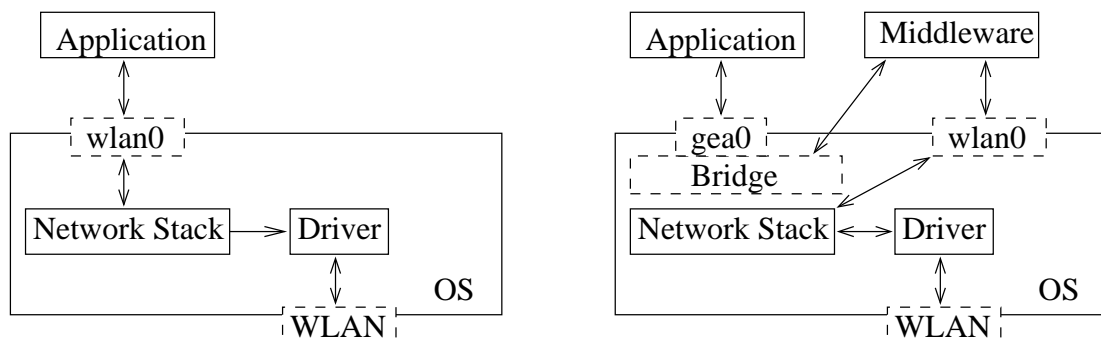 Application
wlan0
Network Stack
Driver
OS
WLAN
Application
Middleware
gea0
wlan0
Bridge
Network Stack
Driver
OS
WLAN